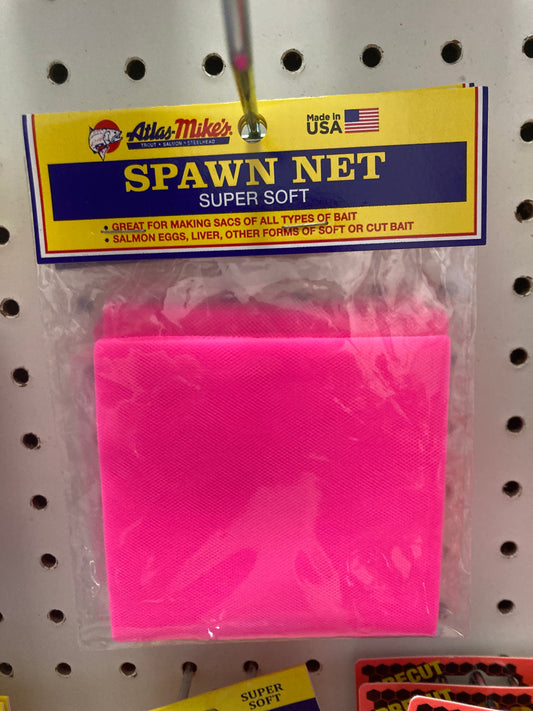 Atlas-Mike's.
TROUT • SALMON • STEELHEAD
Made in
USA
SPAWN NET
SUPER SOFT
• GREAT FOR MAKING SACS OF ALL TYPES OF BAIT
• SALMON EGGS, LIVER, OTHER FORMS OF SOFT OR CUT BAIT
SUPER
SOFT
PRECUT